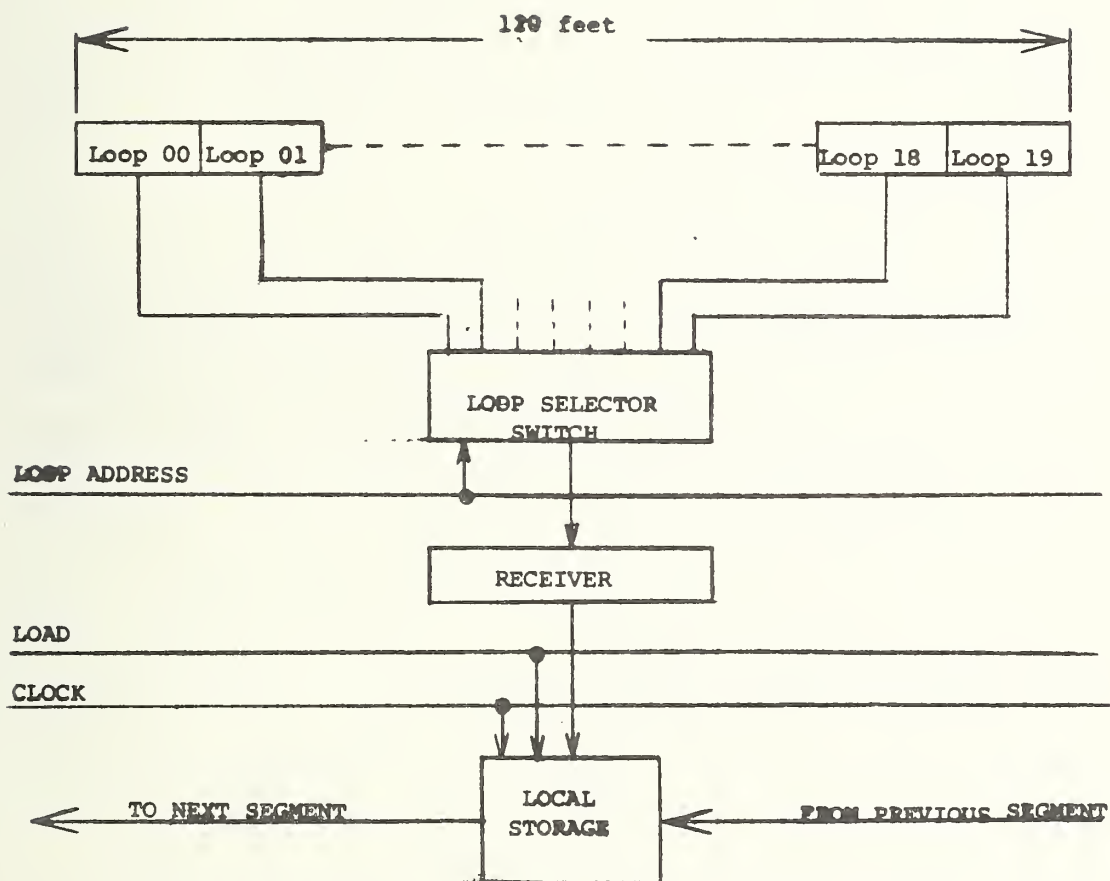 feet
Loop 00 Loop 01 Loop 18 Loop 19
LOOP SELECTOR
SWITCH
LOOP ADDRESS
RECEIVER
LOAD
CLOCK
LOCAL
STORAGE
TO NEXT SEGMENT
FROM PREVIOUS SEGMENT